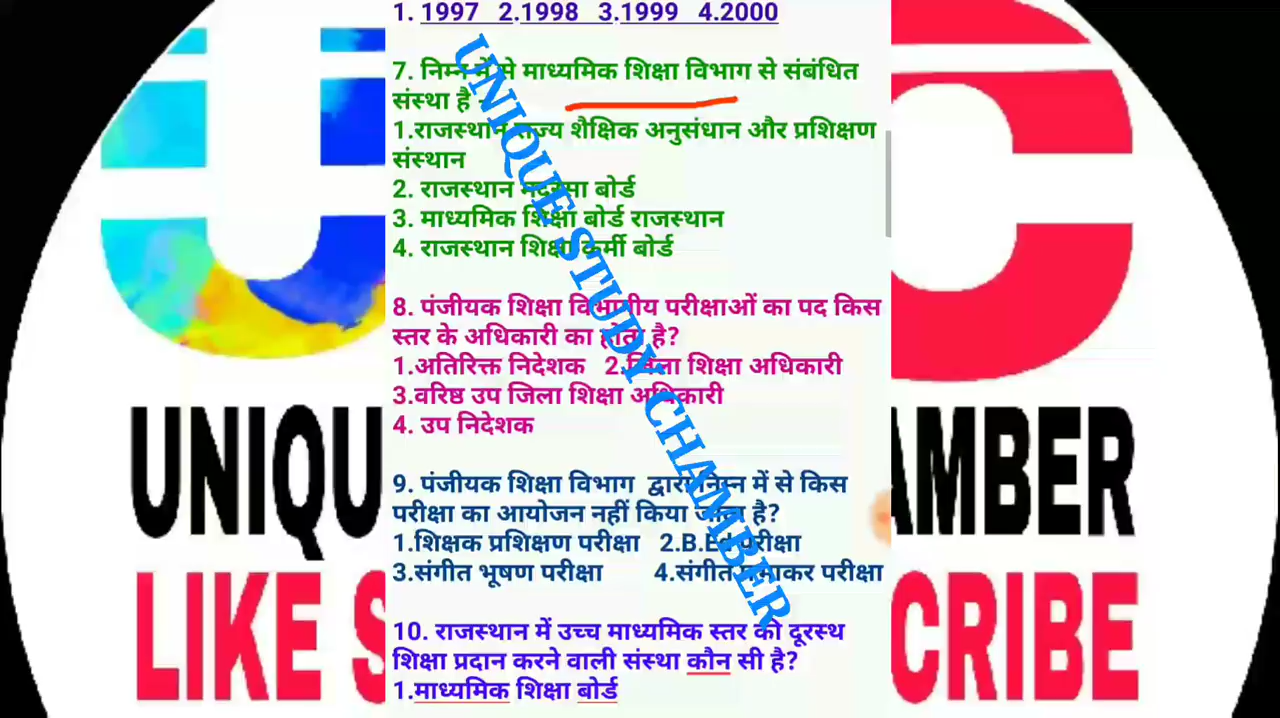 1. 1997 2.1998 3.1999 4.2000
7. निम्न में से माध्यमिक शिक्षा विभाग से संबंधित
संस्था है
1.राजस्थान राज्य शैक्षिक अनुसंधान और प्रशिक्षण
संस्थान
2. राजस्थान मदरसा बोर्ड
3. माध्यमिक शिक्षा बोर्ड राजस्थान
4. राजस्थान शिक्षा कर्मी बोर्ड
8. पंजीयक शिक्षा विभागीय परीक्षाओं का पद किस
स्तर के अधिकारी का होता है?
1.अतिरिक्त निदेशक 2.जिला शिक्षा अधिकारी
3.वरिष्ठ उप जिला शिक्षा अधिकारी
4. उप निदेशक
9. पंजीयक शिक्षा विभाग द्वारा निम्न में से किस
परीक्षा का आयोजन नहीं किया जाता है?
1.शिक्षक प्रशिक्षण परीक्षा 2.B.Ed परीक्षा
3.संगीत भूषण परीक्षा 4.संगीत प्रभाकर परीक्षा
10. राजस्थान में उच्च माध्यमिक स्तर की दूरस्थ
शिक्षा प्रदान करने वाली संस्था कौन सी है?
1.माध्यमिक शिक्षा बोर्ड
UNIQUE STUDY CHAMBER
UNIQU
AMBER
LIKE S
CRIBE